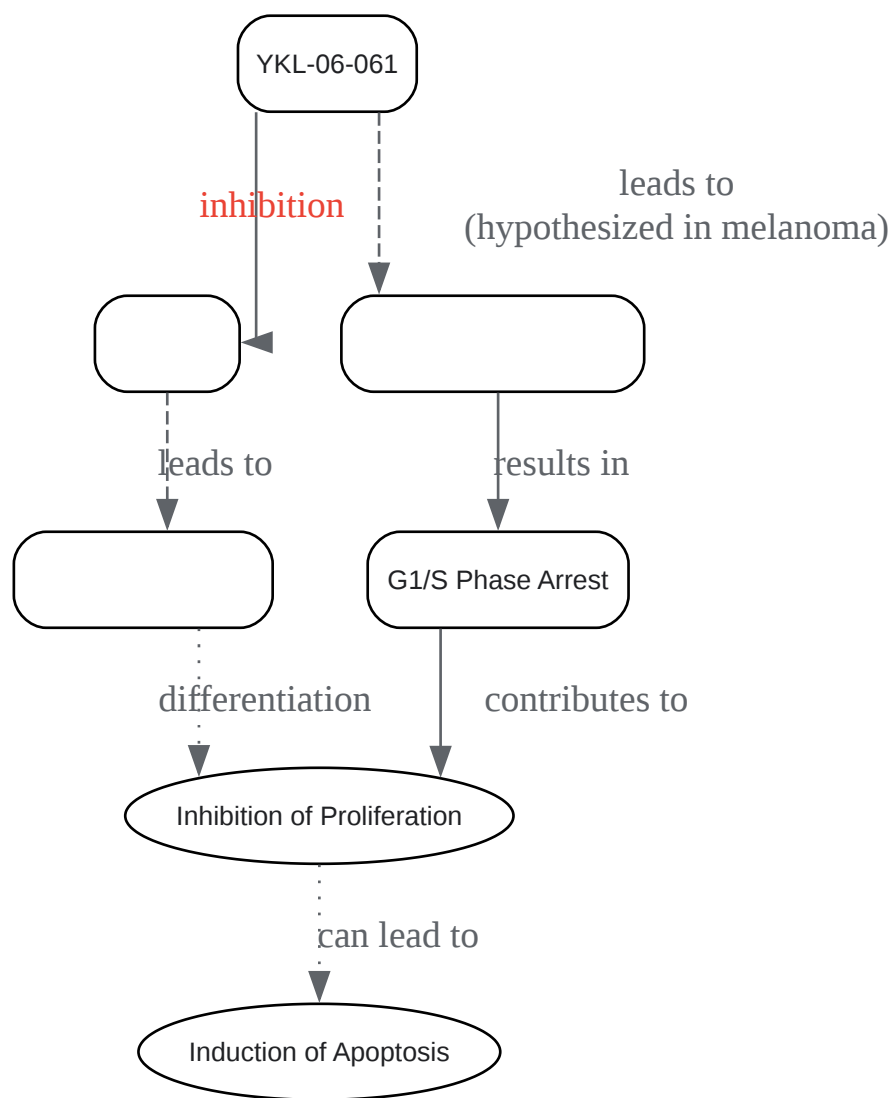 YKL-06-061
inhibition
leads to
(hypothesized in melanoma)
leads to
results in
G1/S Phase Arrest
differentiation
contributes to
Inhibition of Proliferation
can lead to
Induction of Apoptosis